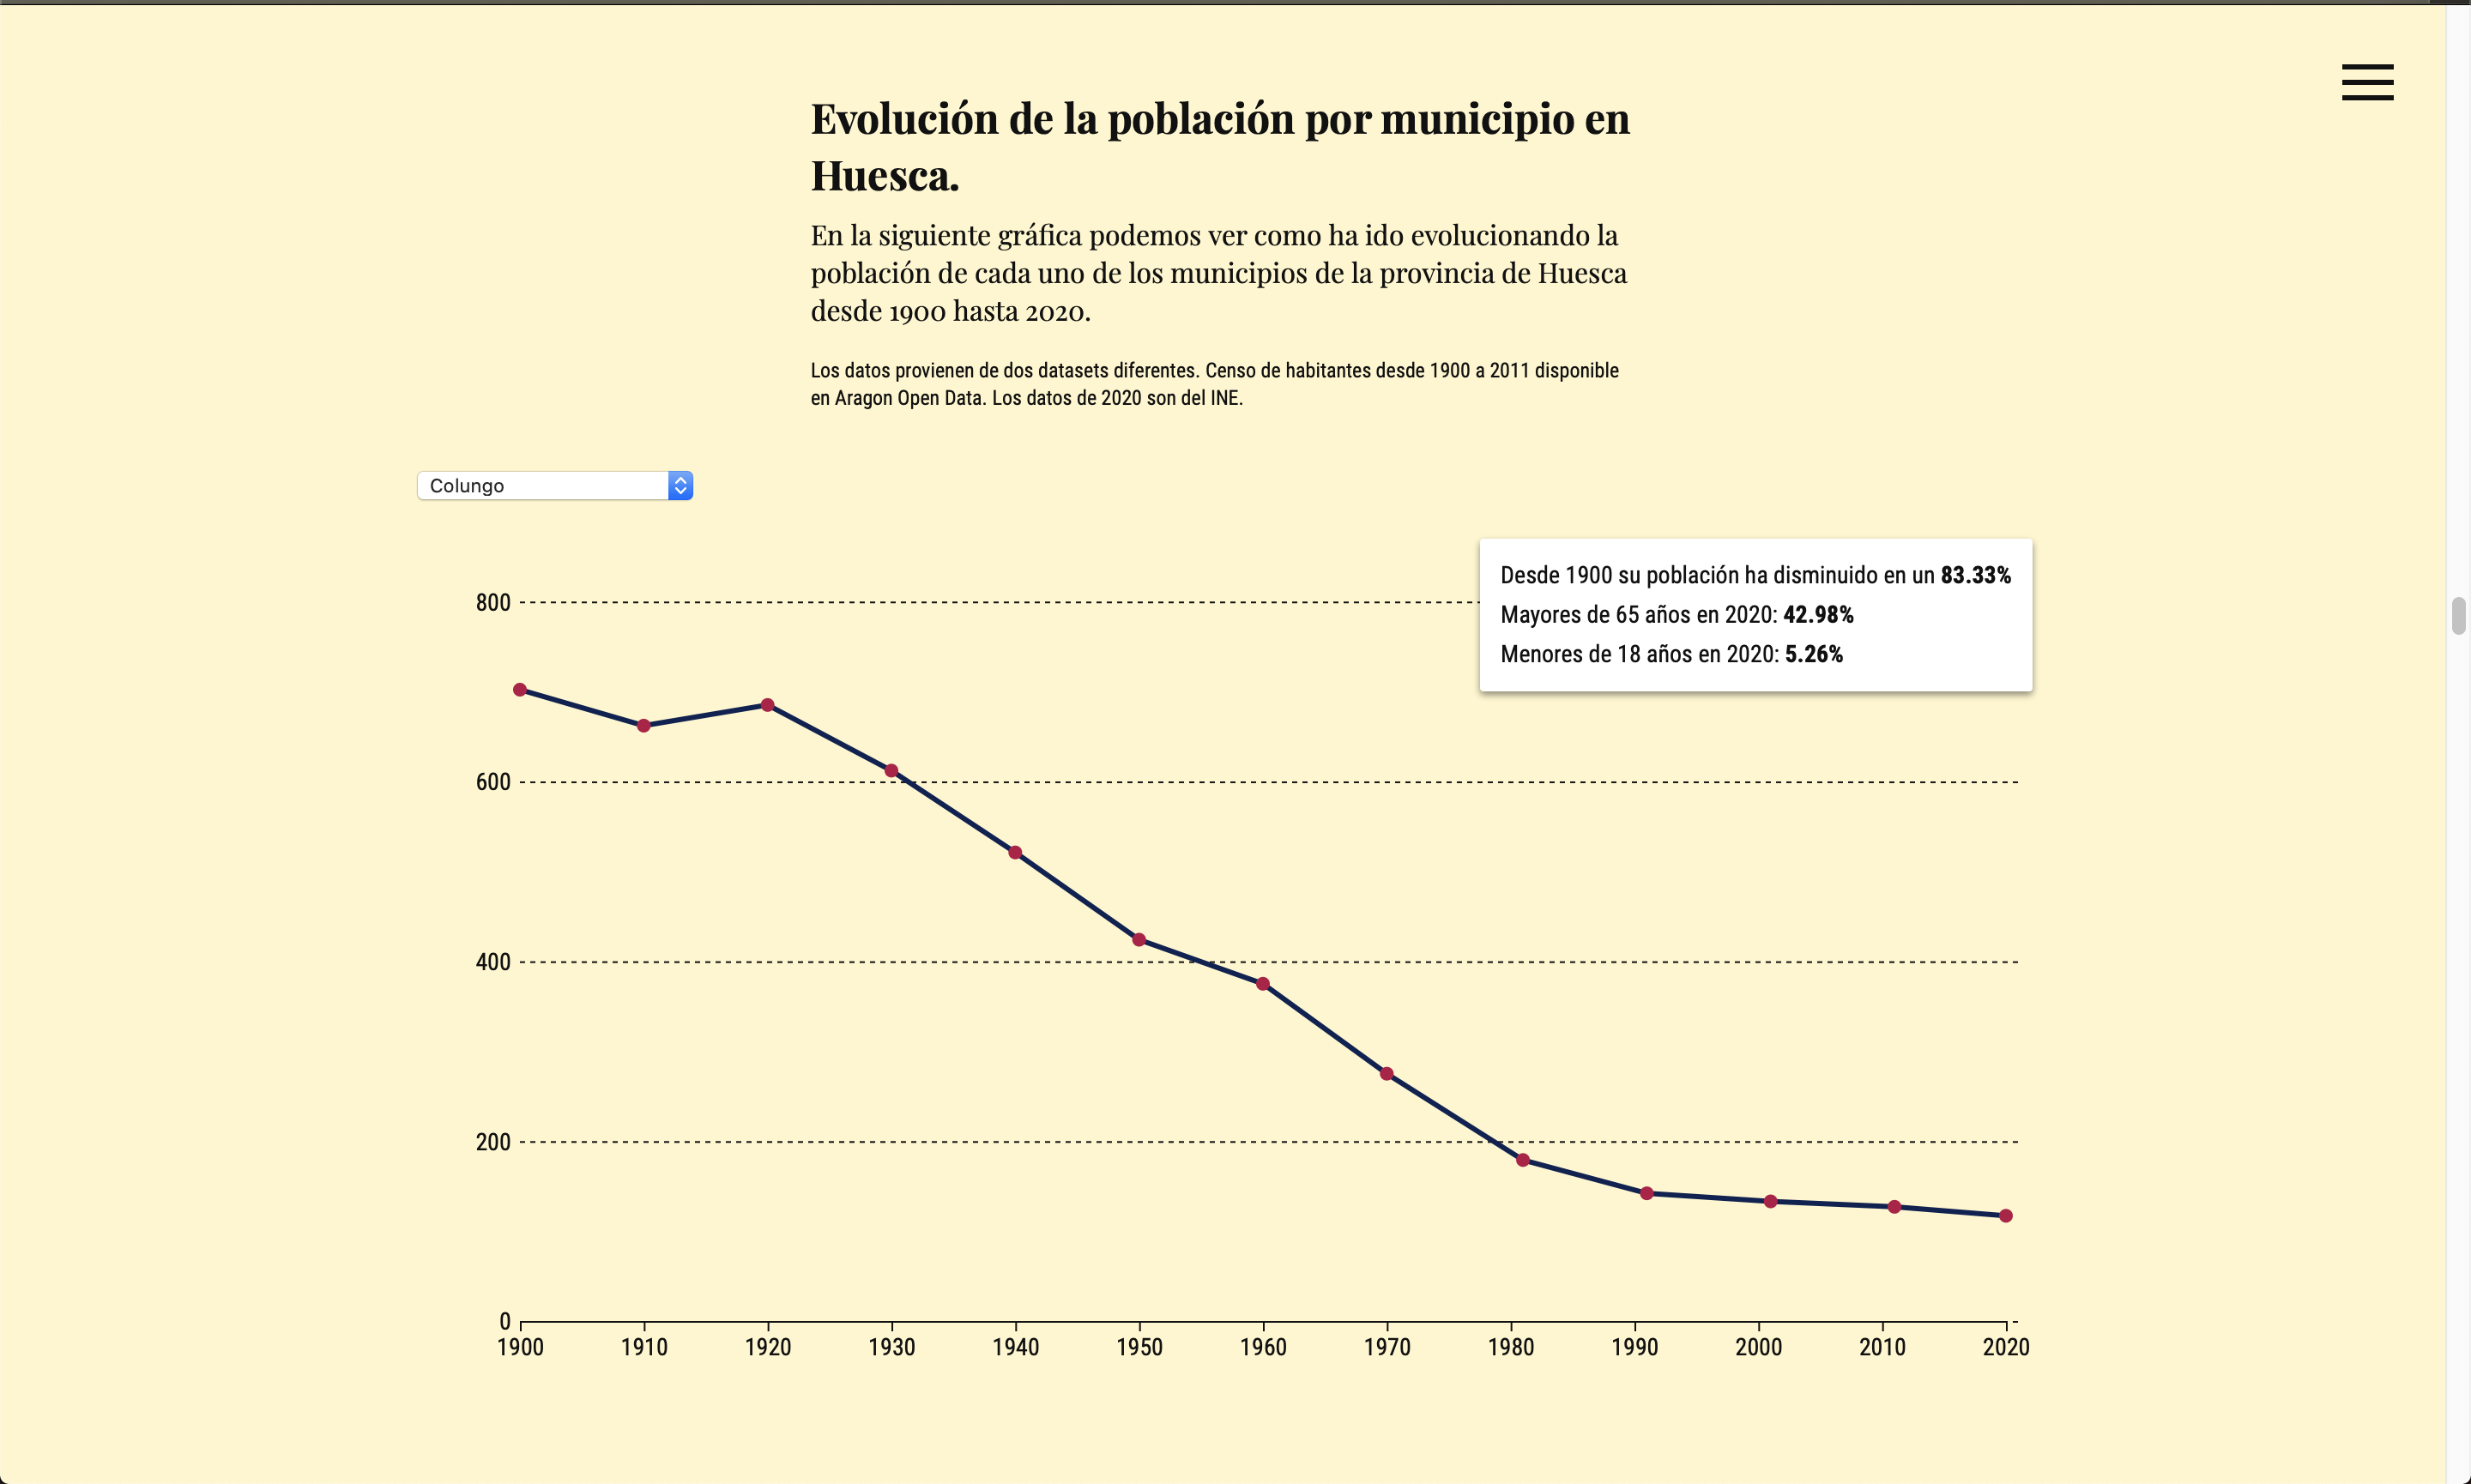 Evolución de la población por municipio en
Huesca.
En la siguiente gráfica podemos ver como ha ido evolucionando la
población de cada uno de los municipios de la provincia de Huesca
desde 1900 hasta 2020.
Los datos provienen de dos datasets diferentes. Censo de habitantes desde 1900 a 2011 disponible
en Aragon Open Data. Los datos de 2020 son del INE.
Colungo
Desde 1900 su población ha disminuido en un 83.33%
Mayores de 65 años en 2020: 42.98%
Menores de 18 años en 2020: 5.26%
800
600
400
200
0
1900 1910 1920 1930 1940 1950 1960 1970 1980 1990 2000 2010 2020